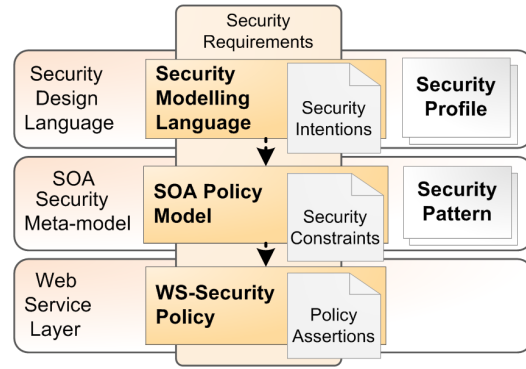 Security
Requirements
Security
Design
Language
Security
Modelling
Language
Security
Intentions
Security
Profile
SOA
Security
Meta-model
SOA Policy
Model
Security
Constraints
Security
Pattern
Web
Service
Layer
WS-Security
Policy
Policy
Assertions